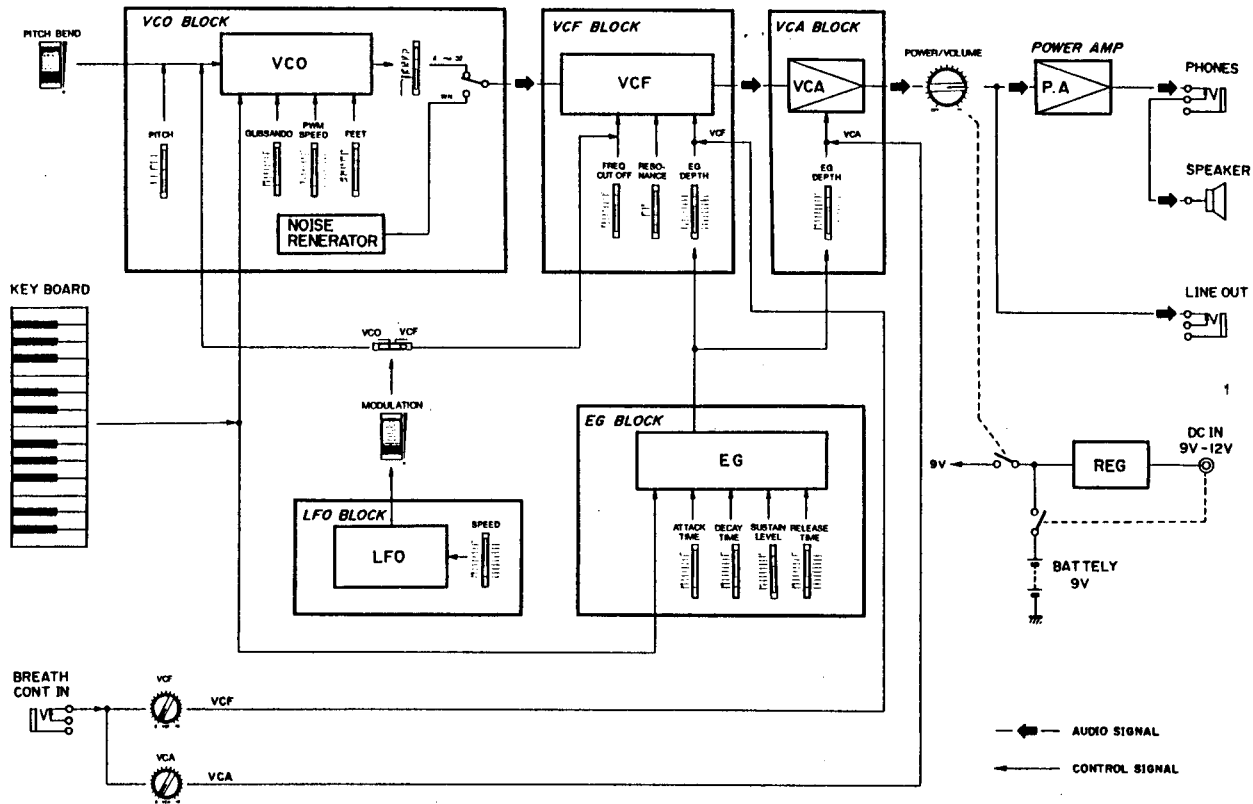 PITCH BEND
VCO BLOCK
VCO
PITCH
GLISSANDO
PWM
SPEED
FEET
WN
NOISE
RENERATOR
VCF BLOCK
VCF
FREQ
CUT OFF
RESO-
NANCE
EG
DEPTH
VCF
VCA BLOCK
VCA
EG
DEPTH
VCA
POWER/VOLUME
POWER AMP
P.A
PHONES
SPEAKER
LINE OUT
KEY BOARD
VCO
VCF
MODULATION
LFO BLOCK
LFO
SPEED
EG BLOCK
EG
ATTACK
TIME
DECAY
TIME
SUSTAIN
LEVEL
RELEASE
TIME
1
9V
REG
DC IN
9V-12V
BATTELY
9V
BREATH
CONT IN
VCF
VCF
VCA
VCA
AUDIO SIGNAL
CONTROL SIGNAL